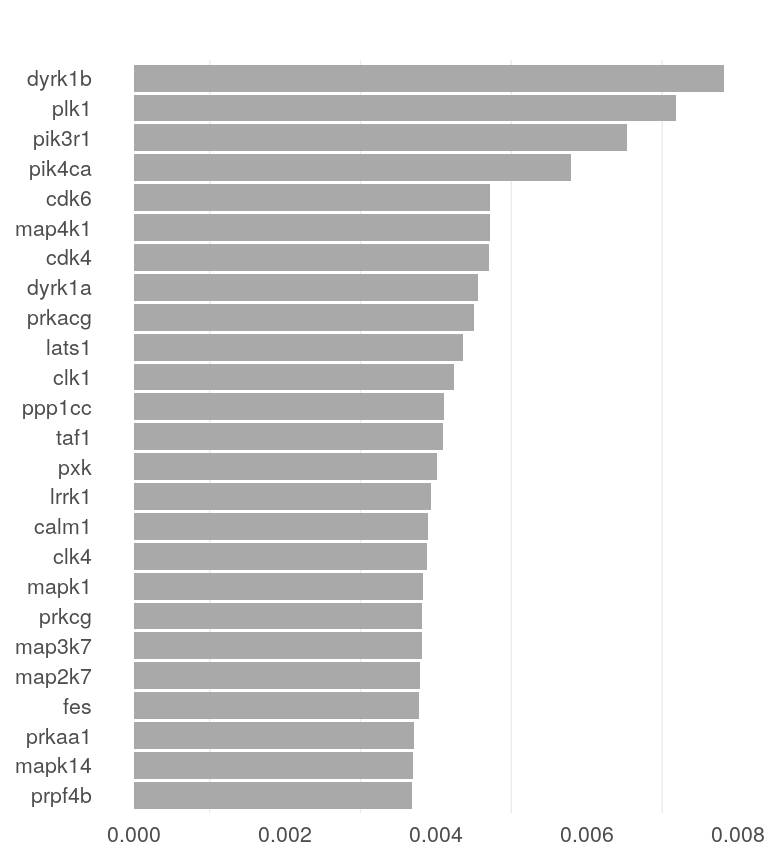 dyrk1b
plk1
pik3r1
pik4ca
cdk6
map4k1
cdk4
dyrk1a
prkacg
lats1
clk1
ppp1cc
taf1
pxk
lrrk1
calm1
clk4
mapk1
prkcg
map3k7
map2k7
fes
prkaa1
mapk14
prpf4b
0.000 0.002 0.004 0.006 0.008